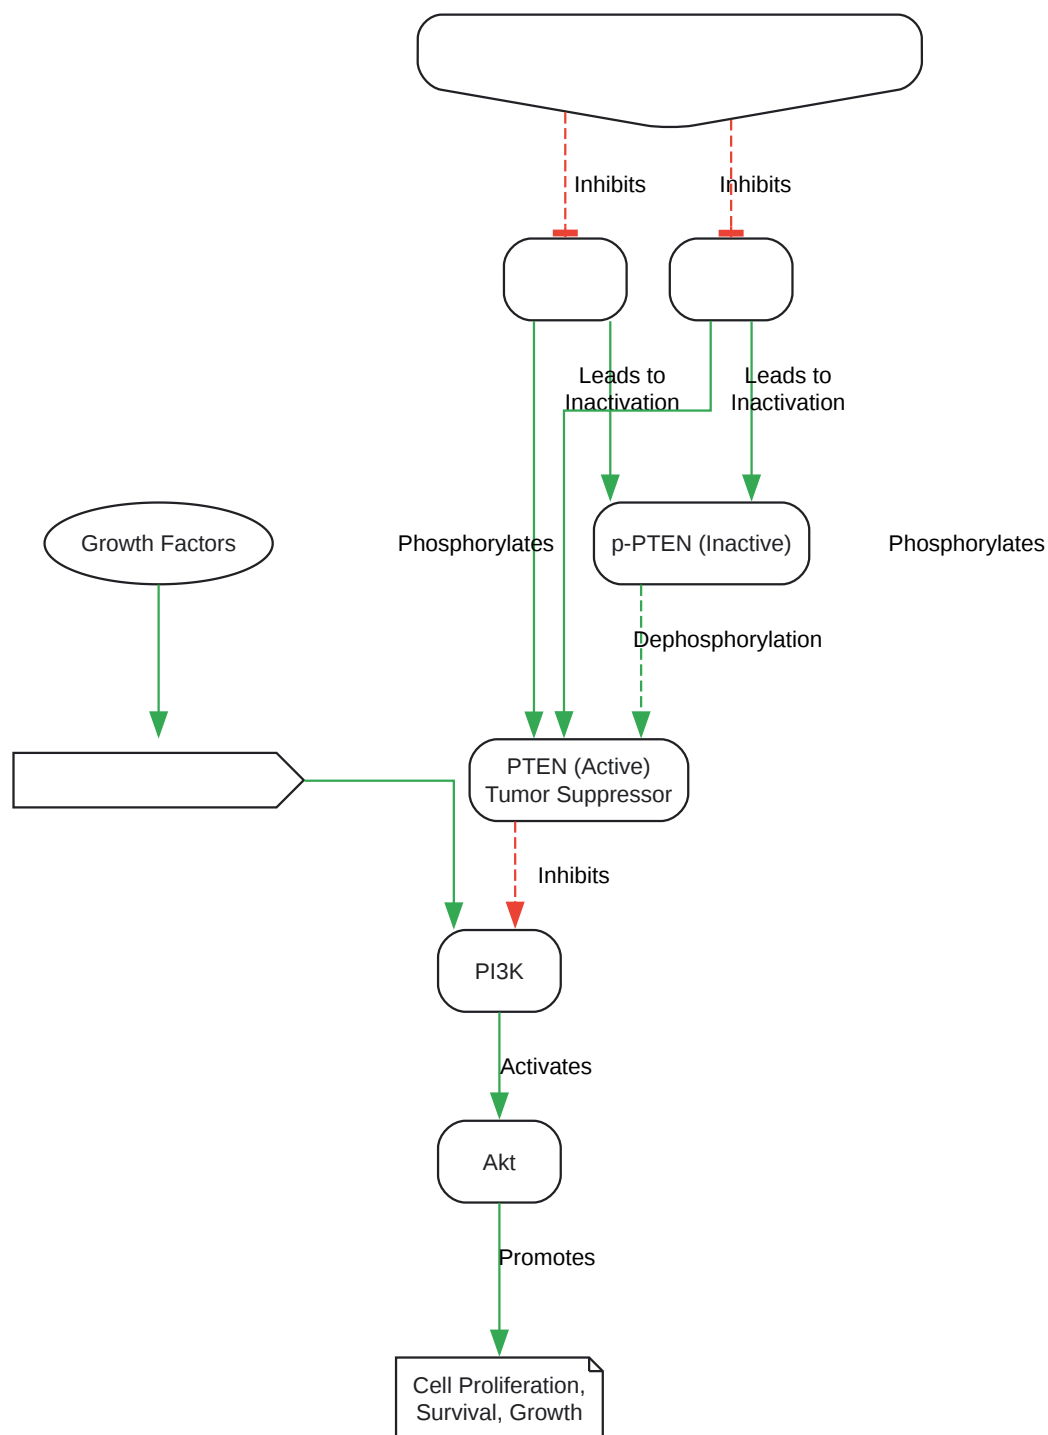 Inhibits
Inhibits
Leads to
Inactivation
Leads to
Inactivation
Growth Factors
Phosphorylates
p-PTEN (Inactive)
Phosphorylates
Dephosphorylation
PTEN (Active)
Tumor Suppressor
Inhibits
PI3K
Activates
Akt
Promotes
Cell Proliferation,
Survival, Growth